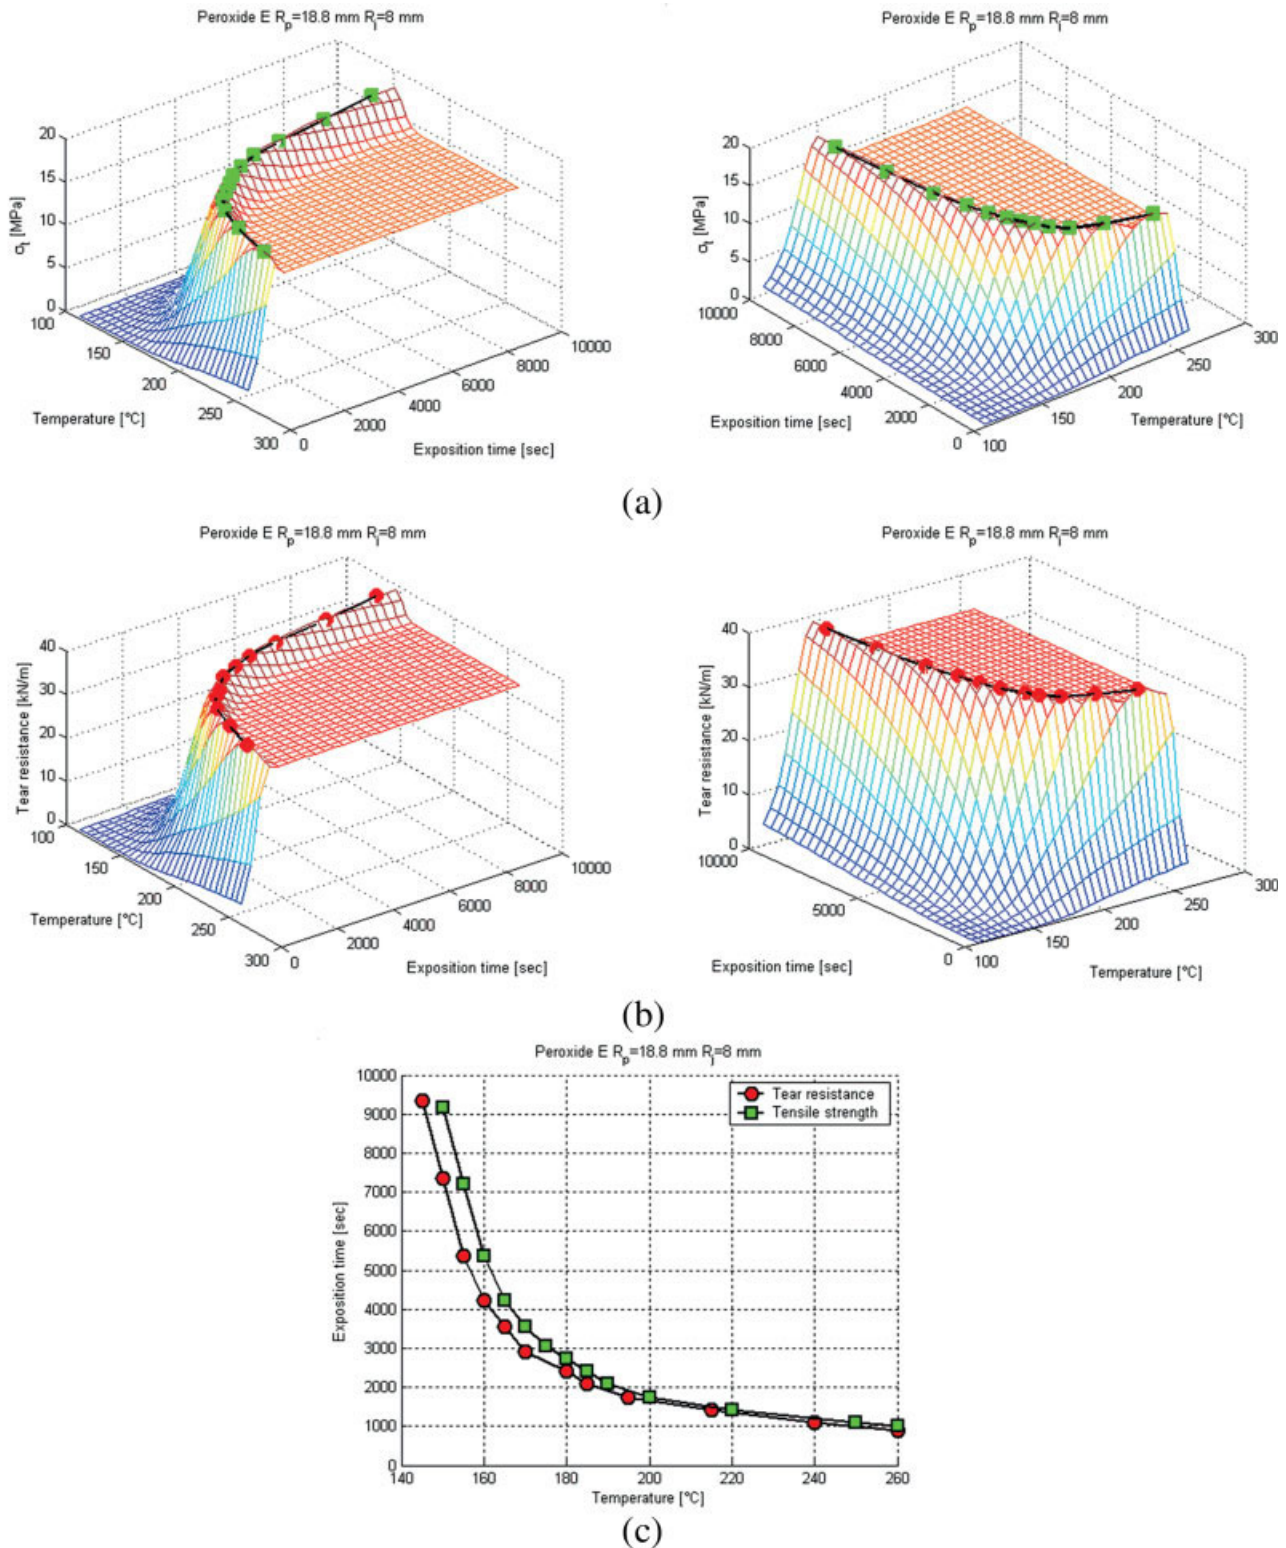 Peroxide E Rp=18.8 mm Ri=8 mm
20
15
10
5
0
σt [MPa]
100
150
200
250
300
Temperature [°C]
0
2000
4000
6000
8000
10000
Exposition time [sec]
Peroxide E Rp=18.8 mm Ri=8 mm
20
15
10
5
0
σt [MPa]
10000
8000
6000
4000
2000
0
Exposition time [sec]
100
150
200
250
300
Temperature [°C]
(a)
Peroxide E Rp=18.8 mm Ri=8 mm
40
30
20
10
0
Tear resistance [kN/m]
100
150
200
250
300
Temperature [°C]
0
2000
4000
6000
8000
10000
Exposition time [sec]
Peroxide E Rp=18.8 mm Ri=8 mm
40
30
20
10
0
Tear resistance [kN/m]
10000
5000
0
Exposition time [sec]
100
150
200
250
300
Temperature [°C]
(b)
Peroxide E Rp=18.8 mm Ri=8 mm
10000
9000
8000
7000
6000
5000
4000
3000
2000
1000
0
Exposition time [sec]
Tear resistance
Tensile strength
140 160 180 200 220 240 260
Temperature [°C]
(c)